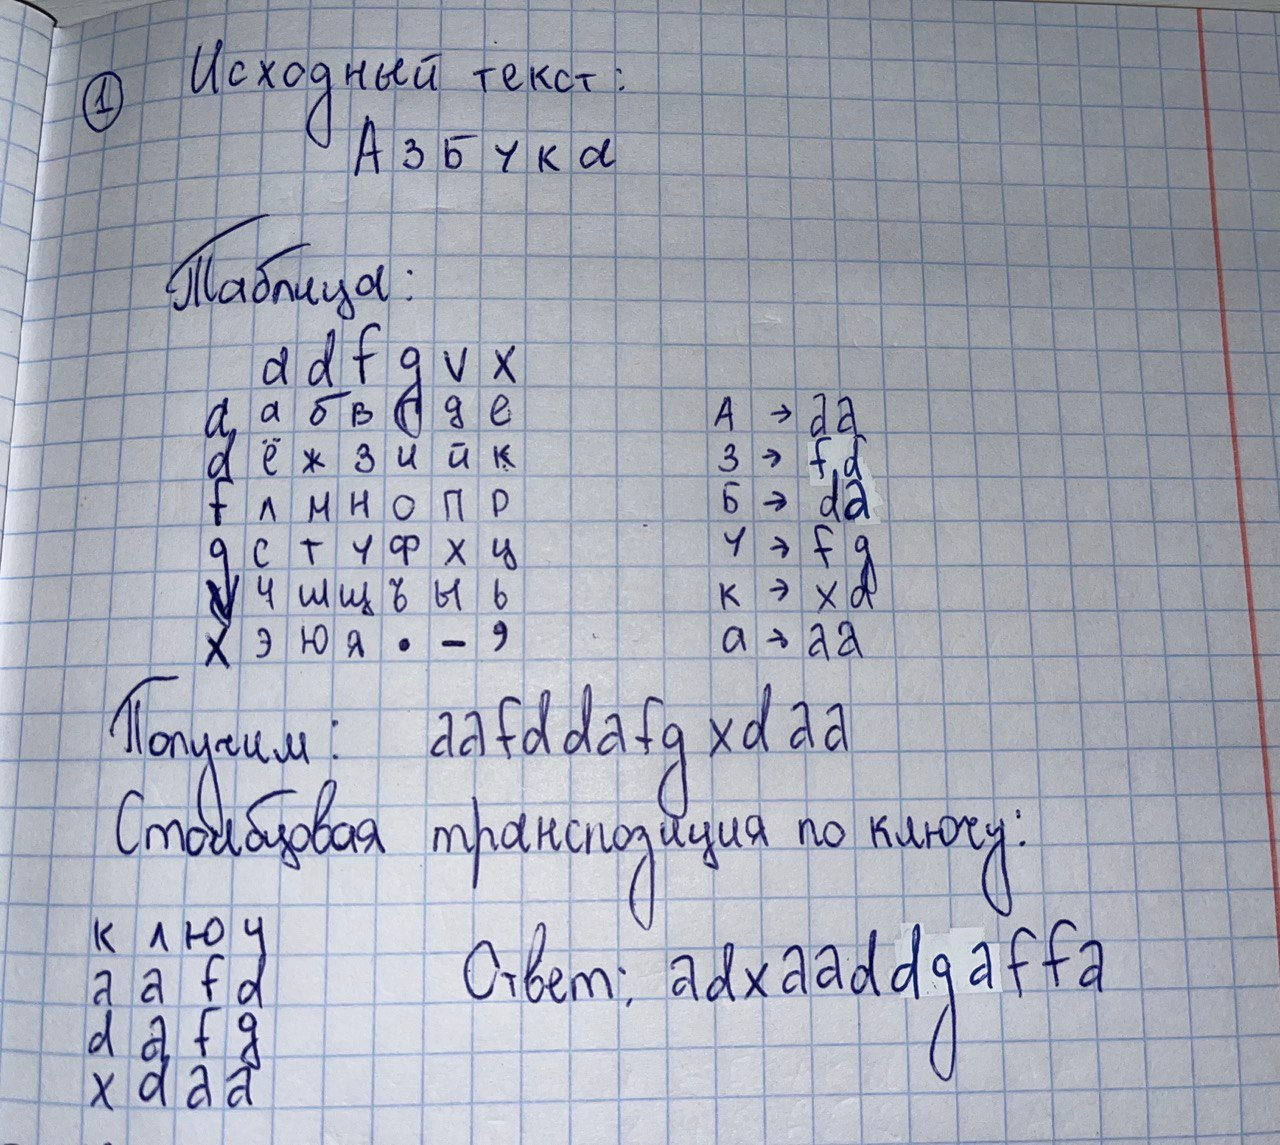 ① Исходный текст:
Азбука
Таблица:
a d f g v x
a а б в г д е
d ё ж з и й к
f л м н о п р
g с т у ф х ц
v ч ш щ ъ ы ь
x э ю я . - ,
А → aa
З → fd
Б → da
У → fg
к → xd
а → aa
Получим: aafddafgxdaa
Столбцовая транспозиция по ключу:
к л ю ч
a a f d
d a f g
x d a a
Ответ: adxaaddgaffa